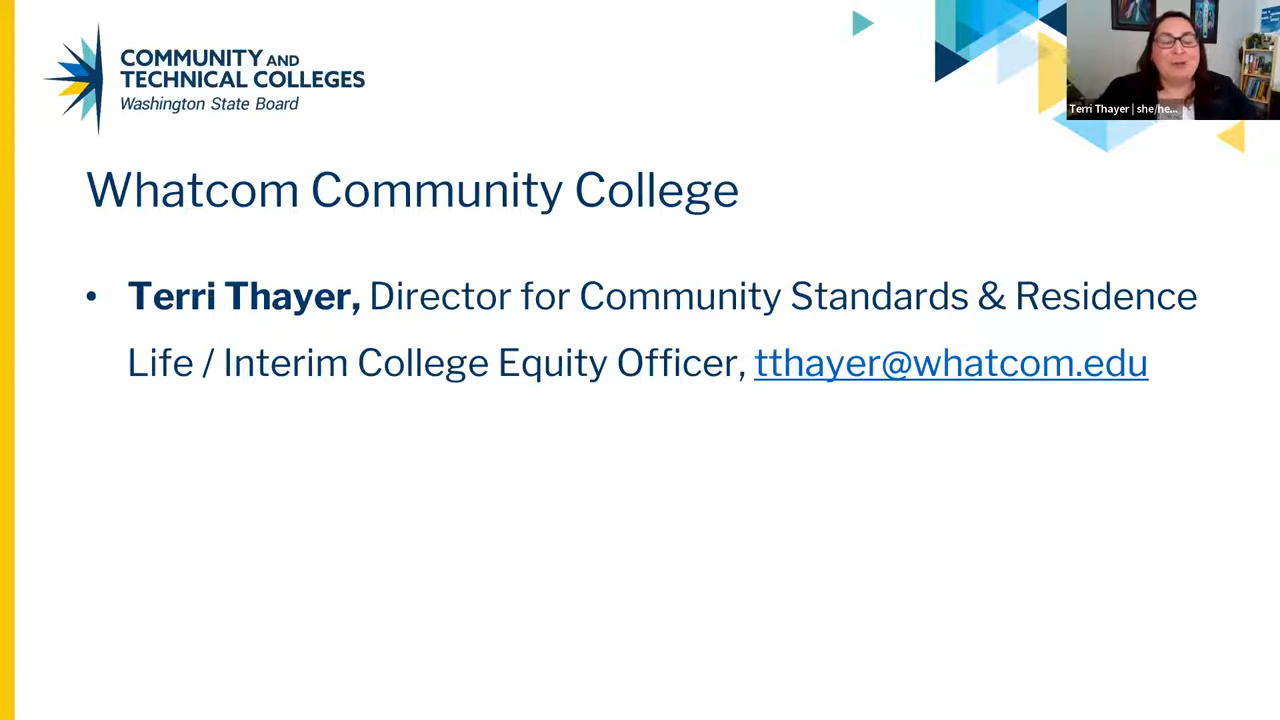 COMMUNITY AND
TECHNICAL COLLEGES
Washington State Board
Terri Thayer | she/he...
Whatcom Community College
• Terri Thayer, Director for Community Standards & Residence
Life / Interim College Equity Officer, tthayer@whatcom.edu